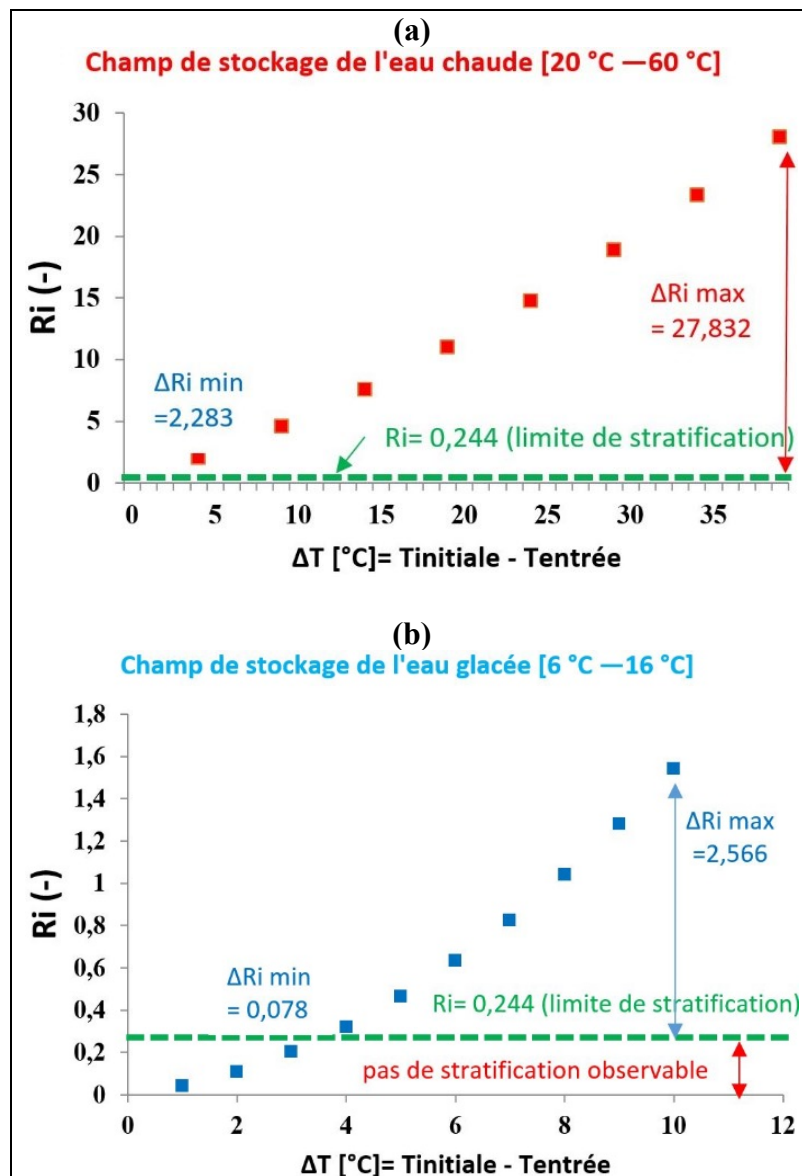 (a)
Champ de stockage de l'eau chaude [20 °C —60 °C]
30
25
20
15
10
5
0
Ri (-)
ΔRi max
= 27,832
ΔRi min
=2,283
Ri= 0,244 (limite de stratification)
0 5 10 15 20 25 30 35
ΔT [°C]= Tinitiale - Tentrée
(b)
Champ de stockage de l'eau glacée [6 °C —16 °C]
1,8
1,6
1,4
1,2
1
0,8
0,6
0,4
0,2
0
Ri (-)
ΔRi max
=2,566
ΔRi min
= 0,078
Ri= 0,244 (limite de stratification)
pas de stratification observable
0 2 4 6 8 10 12
ΔT [°C]= Tinitiale - Tentrée